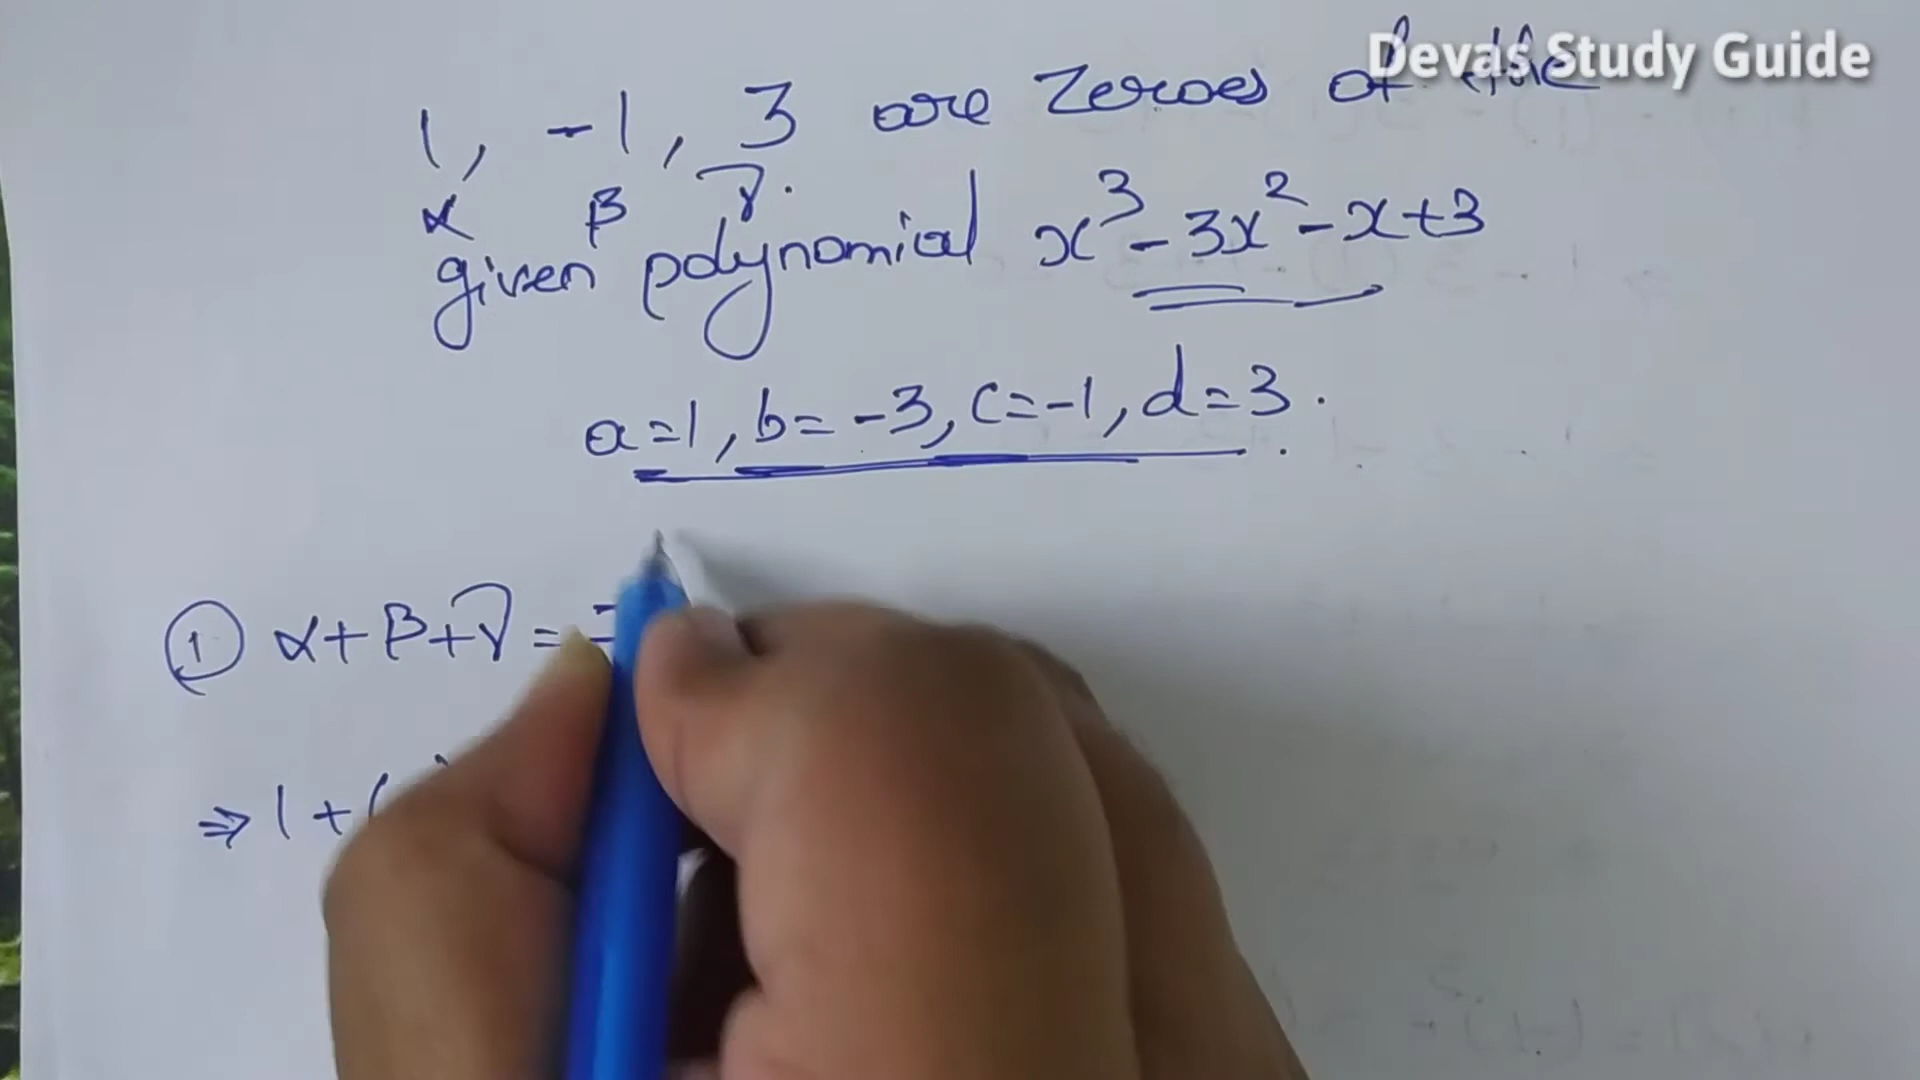 Devas Study Guide
1, -1, 3 are zeroes of the
α β γ.
given polynomial x³ - 3x² - x + 3
a=1, b= -3, c=-1, d=3.
① α+β+γ = -
⇒ 1 + (